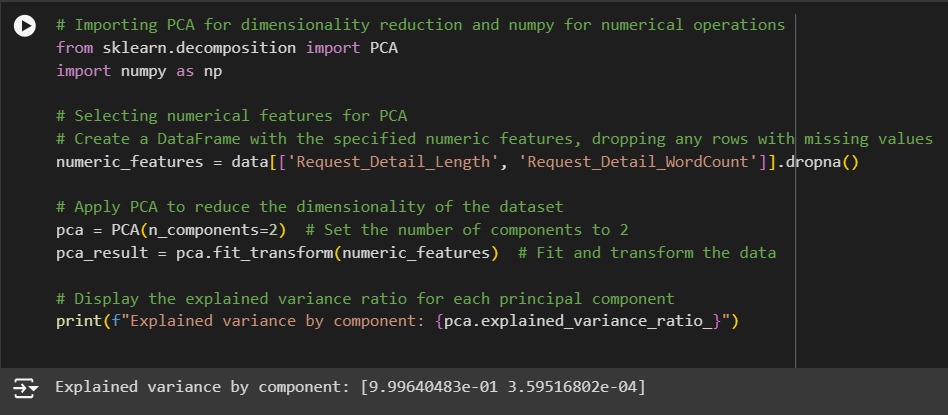 # Importing PCA for dimensionality reduction and numpy for numerical operations
from sklearn.decomposition import PCA
import numpy as np
# Selecting numerical features for PCA
# Create a DataFrame with the specified numeric features, dropping any rows with missing values
numeric_features = data[['Request_Detail_Length', 'Request_Detail_WordCount']].dropna()
# Apply PCA to reduce the dimensionality of the dataset
pca = PCA(n_components=2)  # Set the number of components to 2
pca_result = pca.fit_transform(numeric_features)  # Fit and transform the data
# Display the explained variance ratio for each principal component
print(f"Explained variance by component: {pca.explained_variance_ratio_}")
Explained variance by component: [9.99640483e-01 3.59516802e-04]